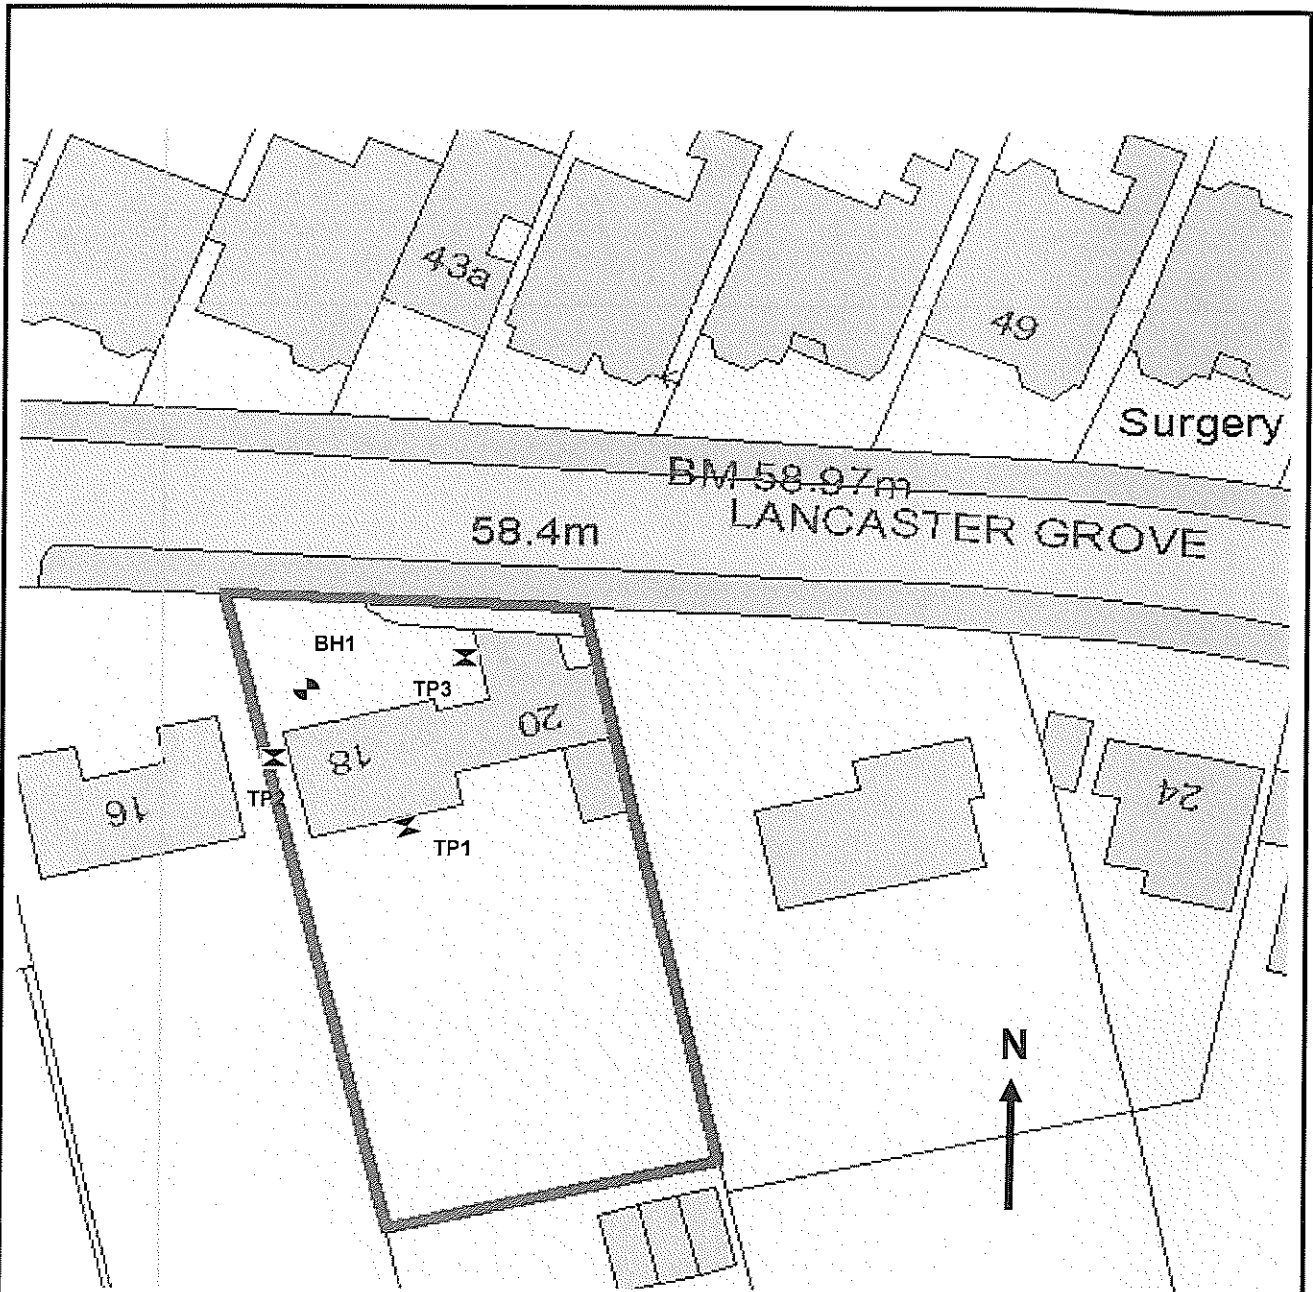 43a
49
Surgery
BM 58.97m
LANCASTER GROVE
58.4m
BH1
TP3
20
18
TP2
16
TP1
24
N